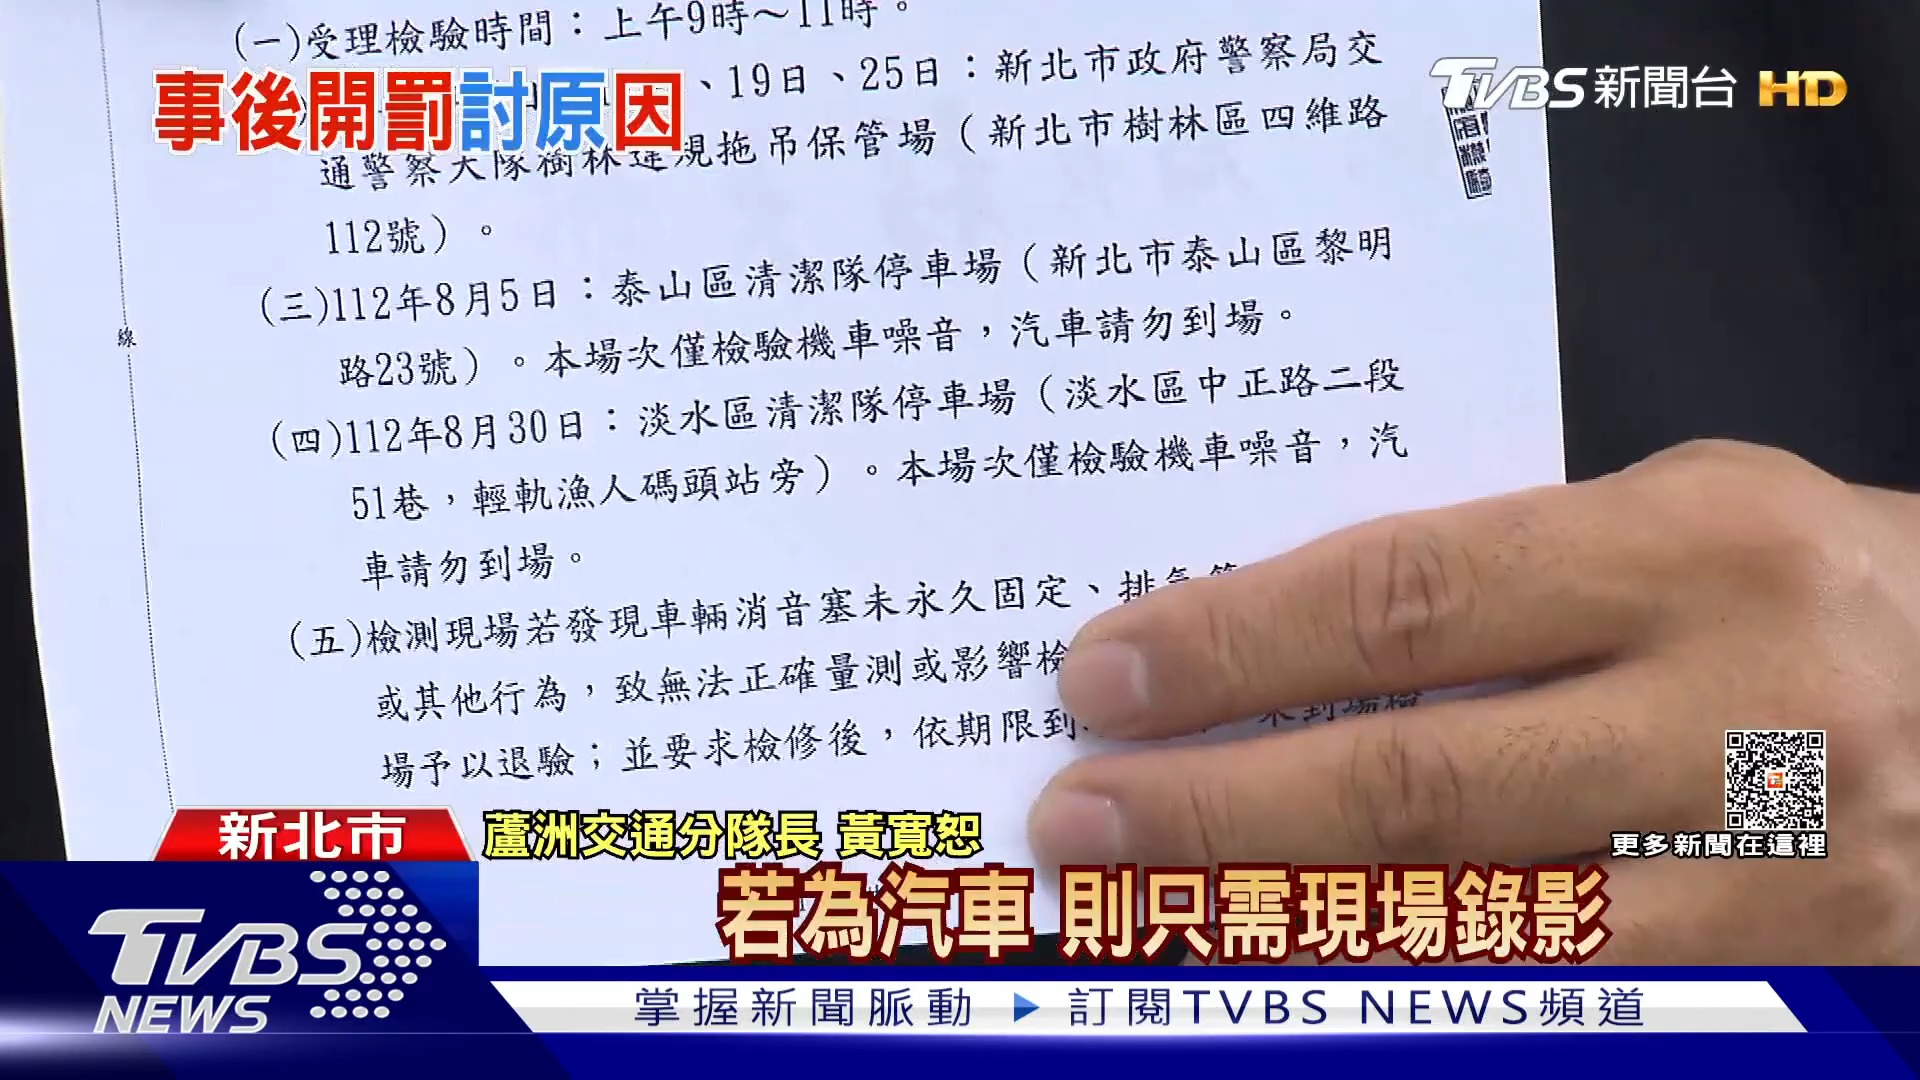 (一)受理檢驗時間：上午9時～11時。
、19日、25日：新北市政府警察局交
通警察大隊樹林違規拖吊保管場（新北市樹林區四維路
112號）。
(三)112年8月5日：泰山區清潔隊停車場（新北市泰山區黎明
路23號）。本場次僅檢驗機車噪音，汽車請勿到場。
(四)112年8月30日：淡水區清潔隊停車場（淡水區中正路二段
51巷，輕軌漁人碼頭站旁）。本場次僅檢驗機車噪音，汽
車請勿到場。
(五)檢測現場若發現車輛消音塞未永久固定、排氣
或其他行為，致無法正確量測或影響檢
場予以退驗；並要求檢修後，依期限到 未到場檢
線
事後開罰討原因
TVBS新聞台 HD
更多新聞在這裡
新北市
蘆洲交通分隊長 黃寬恕
若為汽車 則只需現場錄影
TVBS
NEWS
掌握新聞脈動 ▶ 訂閱TVBS NEWS頻道